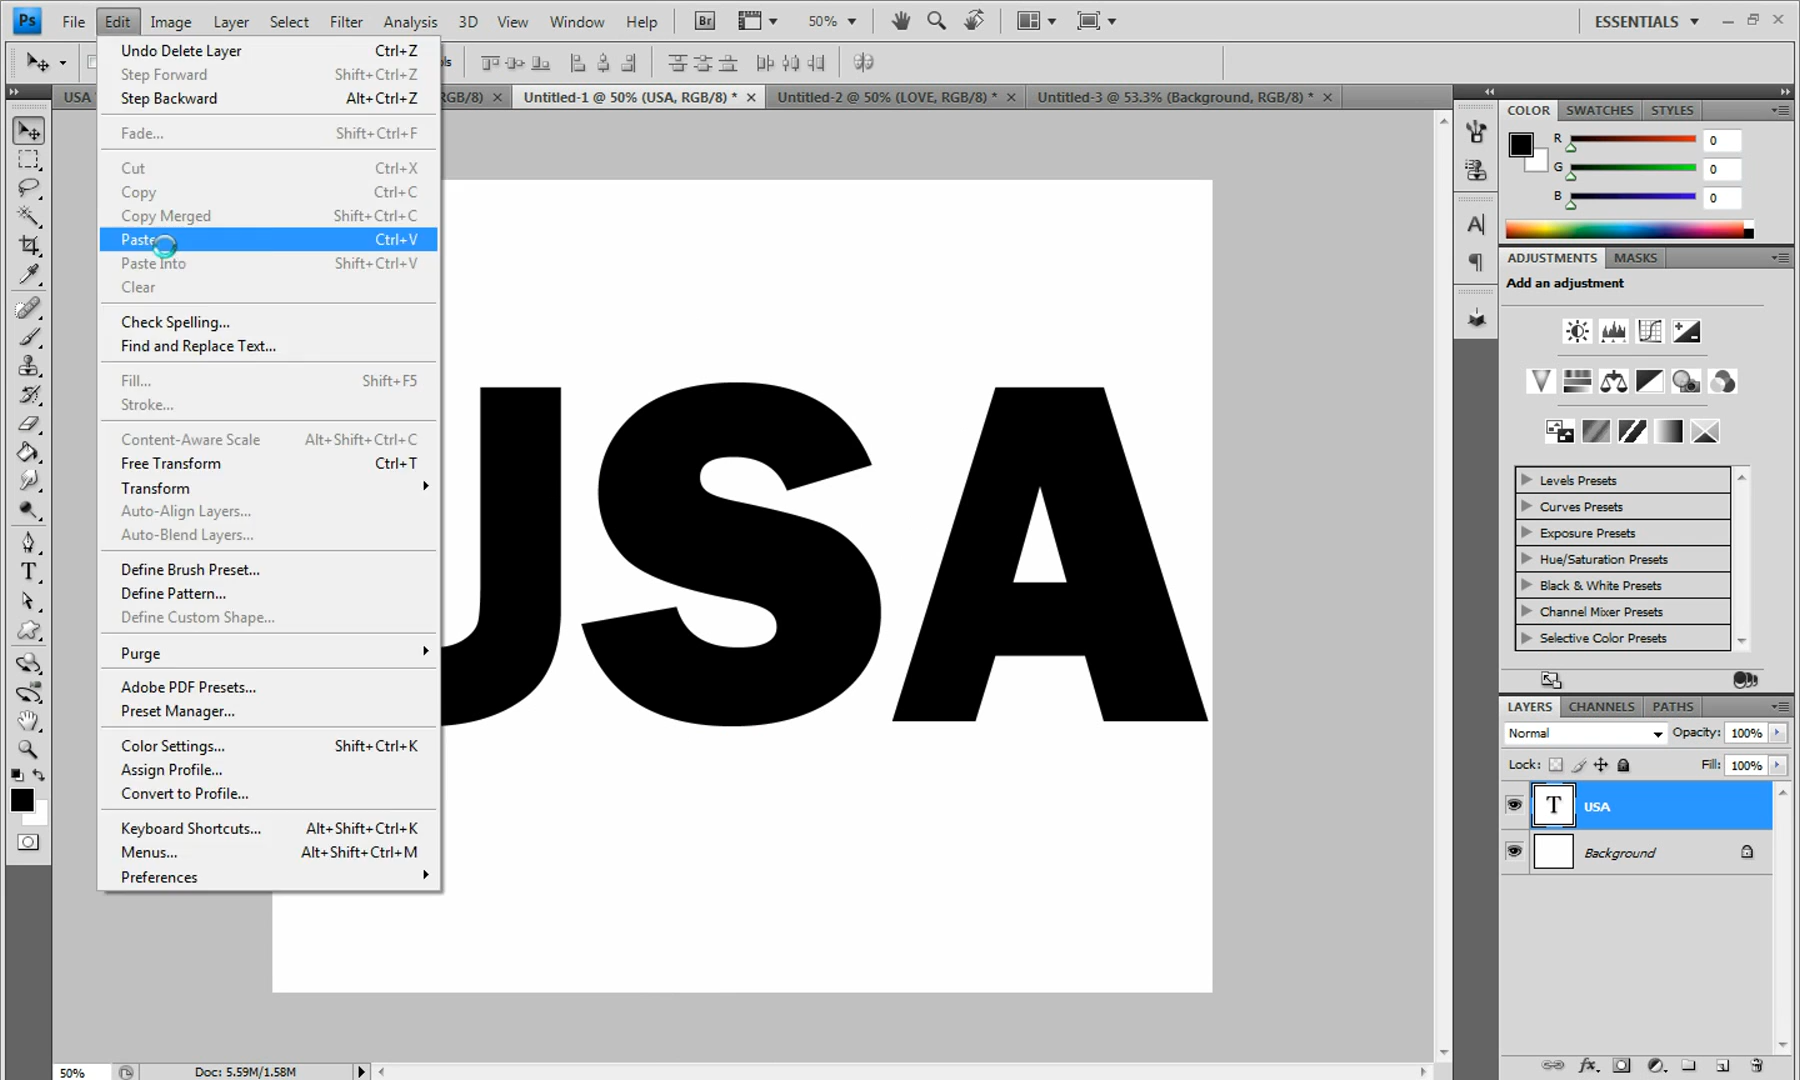 Ps File Edit Image Layer Select Filter Analysis 3D View Window Help Br 50% ESSENTIALS
USA RGB/8) Untitled-1 @ 50% (USA, RGB/8) * Untitled-2 @ 50% (LOVE, RGB/8) * Untitled-3 @ 53.3% (Background, RGB/8) *
Undo Delete Layer Ctrl+Z
Step Forward Shift+Ctrl+Z
Step Backward Alt+Ctrl+Z
Fade... Shift+Ctrl+F
Cut Ctrl+X
Copy Ctrl+C
Copy Merged Shift+Ctrl+C
Paste Ctrl+V
Paste Into Shift+Ctrl+V
Clear
Check Spelling...
Find and Replace Text...
Fill... Shift+F5
Stroke...
Content-Aware Scale Alt+Shift+Ctrl+C
Free Transform Ctrl+T
Transform
Auto-Align Layers...
Auto-Blend Layers...
Define Brush Preset...
Define Pattern...
Define Custom Shape...
Purge
Adobe PDF Presets...
Preset Manager...
Color Settings... Shift+Ctrl+K
Assign Profile...
Convert to Profile...
Keyboard Shortcuts... Alt+Shift+Ctrl+K
Menus... Alt+Shift+Ctrl+M
Preferences
USA
COLOR SWATCHES STYLES
R 0
G 0
B 0
ADJUSTMENTS MASKS
Add an adjustment
Levels Presets
Curves Presets
Exposure Presets
Hue/Saturation Presets
Black & White Presets
Channel Mixer Presets
Selective Color Presets
LAYERS CHANNELS PATHS
Normal Opacity: 100%
Lock: Fill: 100%
T USA
Background
fx
50% Doc: 5.59M/1.58M